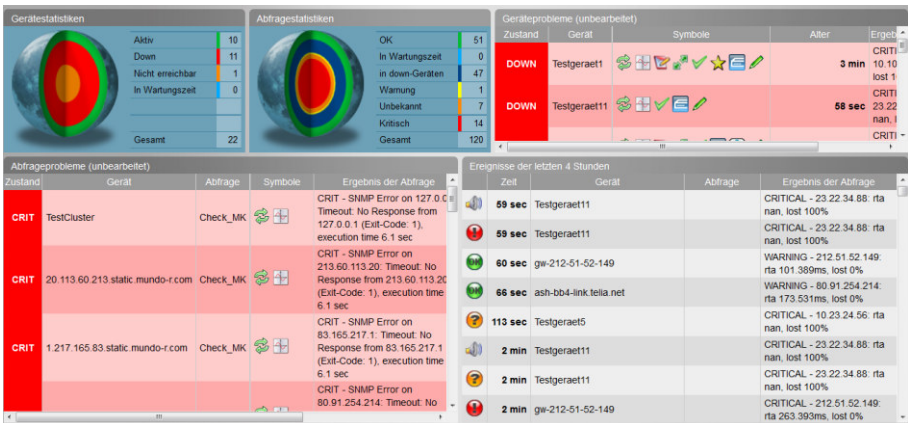 Gerätestatistiken
Aktiv 10
Down 11
Nicht erreichbar 1
In Wartungszeit 0
Gesamt 22
Abfragestatistiken
OK 51
In Wartungszeit 0
in down-Geräten 47
Warnung 1
Unbekannt 7
Kritisch 14
Gesamt 120
Geräteprobleme (unbearbeitet)
Zustand Gerät Symbole Alter Ergeb
DOWN Testgeraet1 3 min
CRITI
10.10
lost 1
DOWN Testgeraet11 58 sec
CRITI
23.22
nan, l
CRITI
Abfrageprobleme (unbearbeitet)
Zustand Gerät Abfrage Symbole Ergebnis der Abfrage
CRIT TestCluster Check_MK
CRIT - SNMP Error on 127.0.0
Timeout: No Response from
127.0.0.1 (Exit-Code: 1),
execution time 6.1 sec
CRIT 20.113.60.213.static.mundo-r.com Check_MK
CRIT - SNMP Error on
213.60.113.20: Timeout: No
Response from 213.60.113.20
(Exit-Code: 1), execution time
6.1 sec
CRIT 1.217.165.83.static.mundo-r.com Check_MK
CRIT - SNMP Error on
83.165.217.1: Timeout: No
Response from 83.165.217.1
(Exit-Code: 1), execution time
6.1 sec
CRIT - SNMP Error on
80.91.254.214: Timeout: No
Ereignisse der letzten 4 Stunden
Zeit Gerät Abfrage Ergebnis der Abfrage
59 sec Testgeraet11 CRITICAL - 23.22.34.88: rta
nan, lost 100%
59 sec Testgeraet11 CRITICAL - 23.22.34.88: rta
nan, lost 100%
OK 60 sec gw-212-51-52-149 WARNING - 212.51.52.149:
rta 101.389ms, lost 0%
OK 66 sec ash-bb4-link.telia.net WARNING - 80.91.254.214:
rta 173.531ms, lost 0%
113 sec Testgeraet5 CRITICAL - 10.23.24.56: rta
nan, lost 100%
2 min Testgeraet11 CRITICAL - 23.22.34.88: rta
nan, lost 100%
2 min Testgeraet11 CRITICAL - 23.22.34.88: rta
nan, lost 100%
2 min gw-212-51-52-149 CRITICAL - 212.51.52.149:
rta 263.393ms, lost 0%